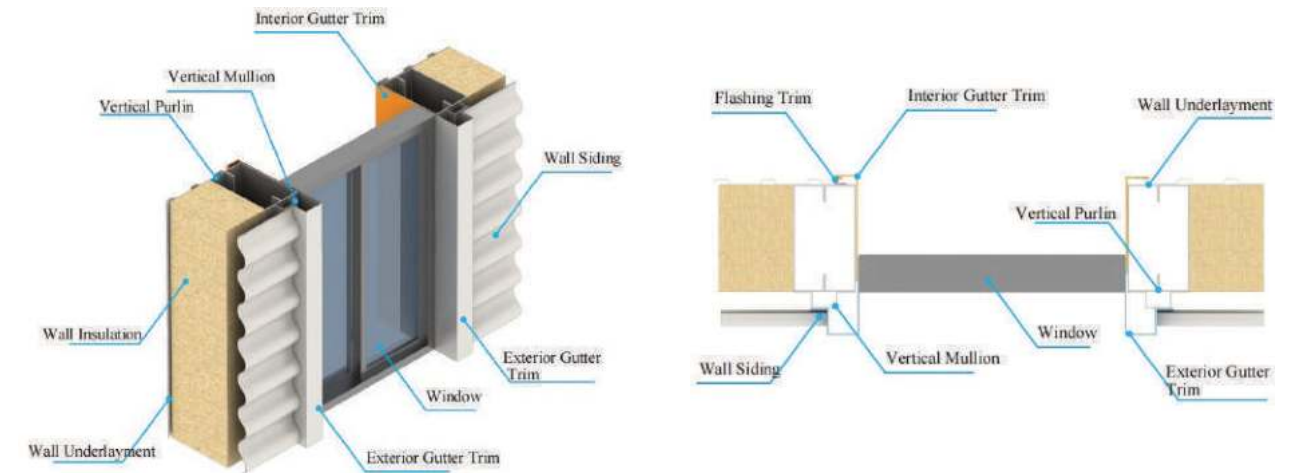 Interior Gutter Trim
Vertical Mullion
Vertical Purlin
Wall Siding
Wall Insulation
Exterior Gutter
Trim
Window
Wall Underlayment
Exterior Gutter Trim
Flashing Trim
Interior Gutter Trim
Wall Underlayment
Vertical Purlin
Window
Vertical Mullion
Wall Siding
Exterior Gutter
Trim